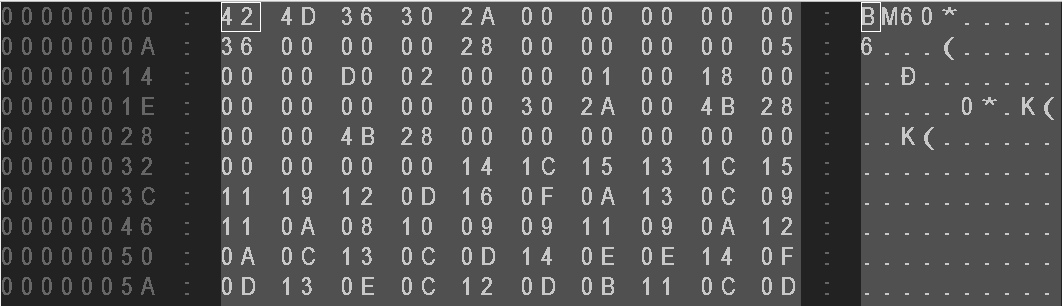 00000000 : 42 4D 36 30 2A 00 00 00 00 00 : BM60*.....
0000000A : 36 00 00 00 28 00 00 00 00 05 : 6...(.....
00000014 : 00 00 D0 02 00 00 01 00 18 00 : ..Ð.......
0000001E : 00 00 00 00 00 30 2A 00 4B 28 : .....0*.K(
00000028 : 00 00 4B 28 00 00 00 00 00 00 : ..K(......
00000032 : 00 00 00 00 14 1C 15 13 1C 15 : ..........
0000003C : 11 19 12 0D 16 0F 0A 13 0C 09 : ..........
00000046 : 11 0A 08 10 09 09 11 09 0A 12 : ..........
00000050 : 0A 0C 13 0C 0D 14 0E 0E 14 0F : ..........
0000005A : 0D 13 0E 0C 12 0D 0B 11 0C 0D : ..........